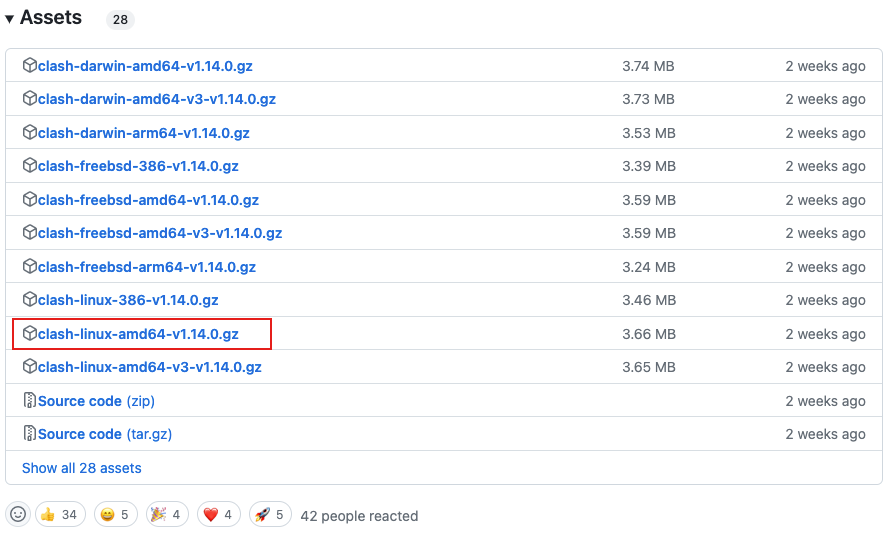 Assets 28
clash-darwin-amd64-v1.14.0.gz 3.74 MB 2 weeks ago
clash-darwin-amd64-v3-v1.14.0.gz 3.73 MB 2 weeks ago
clash-darwin-arm64-v1.14.0.gz 3.53 MB 2 weeks ago
clash-freebsd-386-v1.14.0.gz 3.39 MB 2 weeks ago
clash-freebsd-amd64-v1.14.0.gz 3.59 MB 2 weeks ago
clash-freebsd-amd64-v3-v1.14.0.gz 3.59 MB 2 weeks ago
clash-freebsd-arm64-v1.14.0.gz 3.24 MB 2 weeks ago
clash-linux-386-v1.14.0.gz 3.46 MB 2 weeks ago
clash-linux-amd64-v1.14.0.gz 3.66 MB 2 weeks ago
clash-linux-amd64-v3-v1.14.0.gz 3.65 MB 2 weeks ago
Source code (zip) 2 weeks ago
Source code (tar.gz) 2 weeks ago
Show all 28 assets
34 5 4 4 5 42 people reacted